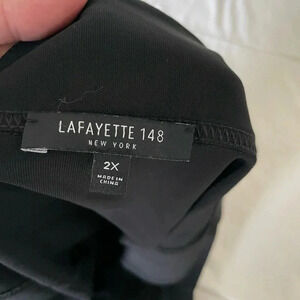 LAFAYETTE 148
NEW YORK
2X
MADE IN
CHINA